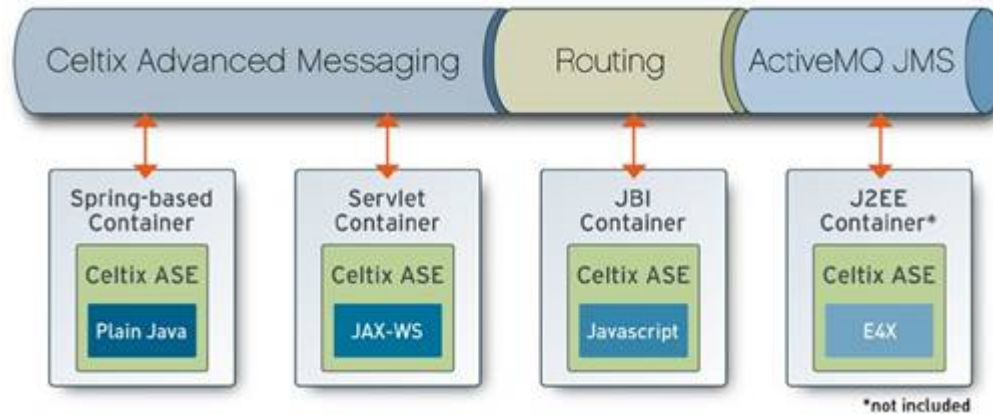 Celtix Advanced Messaging
Routing
ActiveMQ JMS
Spring-based
Container
Celtix ASE
Plain Java
Servlet
Container
Celtix ASE
JAX-WS
JBI
Container
Celtix ASE
Javascript
J2EE
Container*
Celtix ASE
E4X
*not included